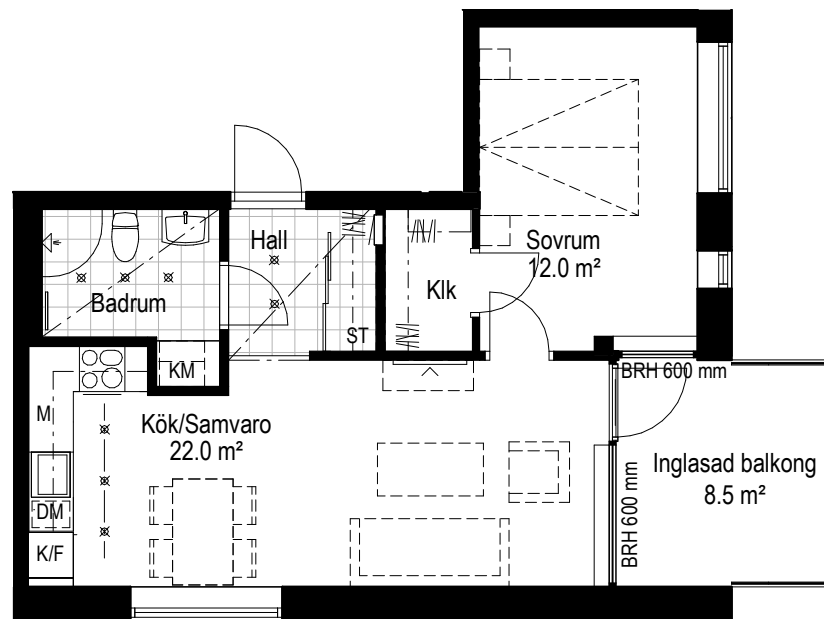 Hall
Sovrum
12.0 m²
Badrum
Klk
ST
KM
BRH 600 mm
M
Kök/Samvaro
22.0 m²
Inglasad balkong
8.5 m²
BRH 600 mm
DM
K/F